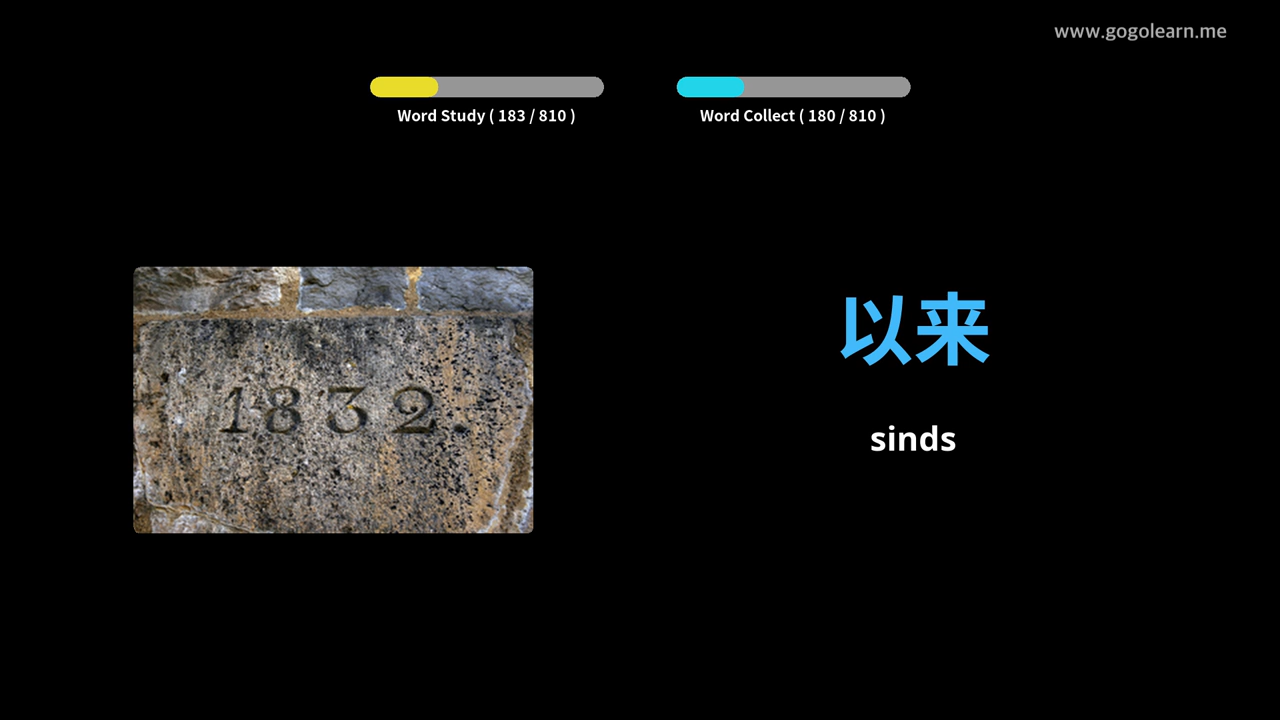 www.gogolearn.me
Word Study ( 183 / 810 )
Word Collect ( 180 / 810 )
1832.
以来
sinds